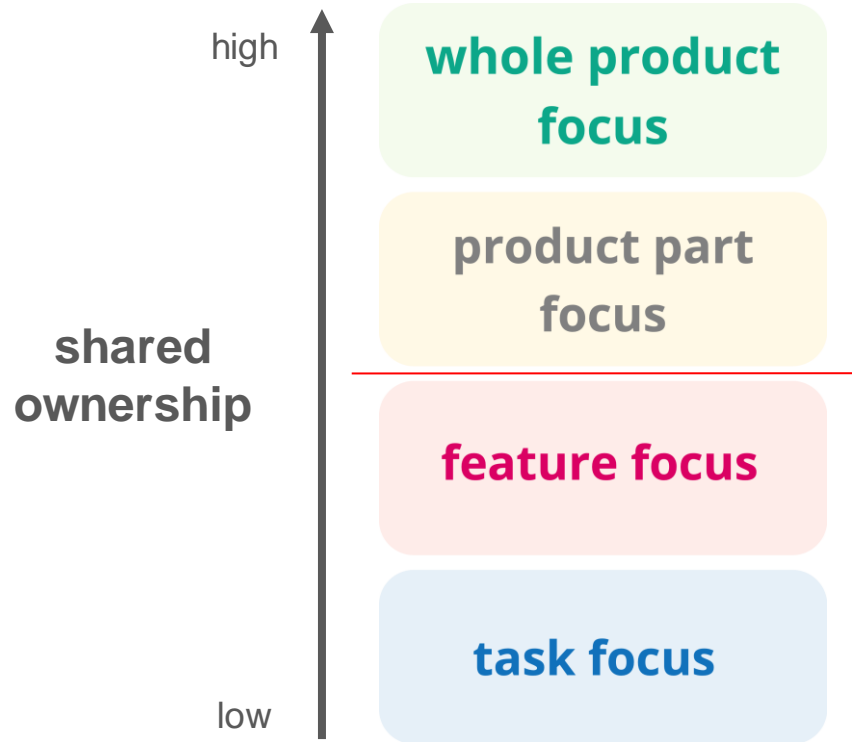 high
whole product
focus
product part
focus
shared
ownership
feature focus
task focus
low